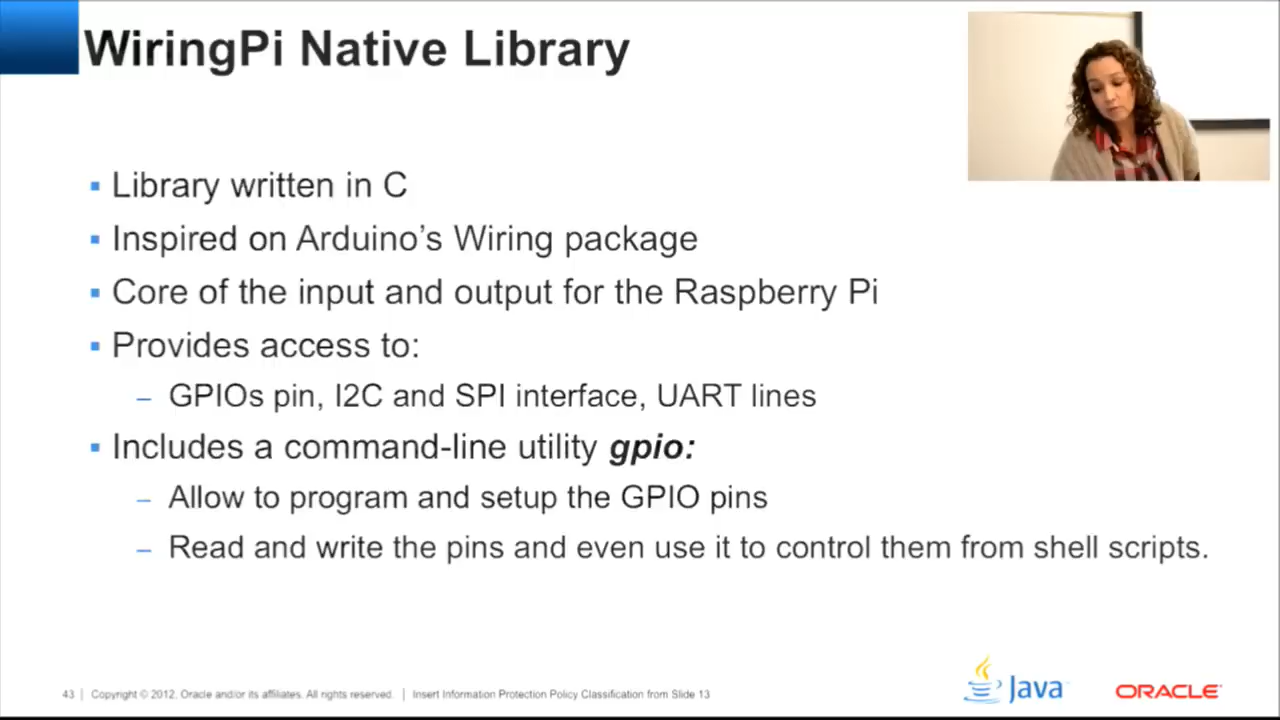 WiringPi Native Library
Library written in C
Inspired on Arduino’s Wiring package
Core of the input and output for the Raspberry Pi
Provides access to:
– GPIOs pin, I2C and SPI interface, UART lines
Includes a command-line utility gpio:
– Allow to program and setup the GPIO pins
– Read and write the pins and even use it to control them from shell scripts.
43 | Copyright © 2012, Oracle and/or its affiliates. All rights reserved. | Insert Information Protection Policy Classification from Slide 13
Java
ORACLE